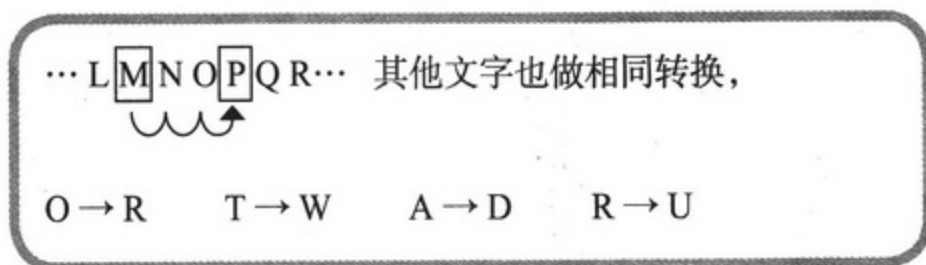 … L M N O P Q R… 其他文字也做相同转换，
O → R T → W A → D R → U